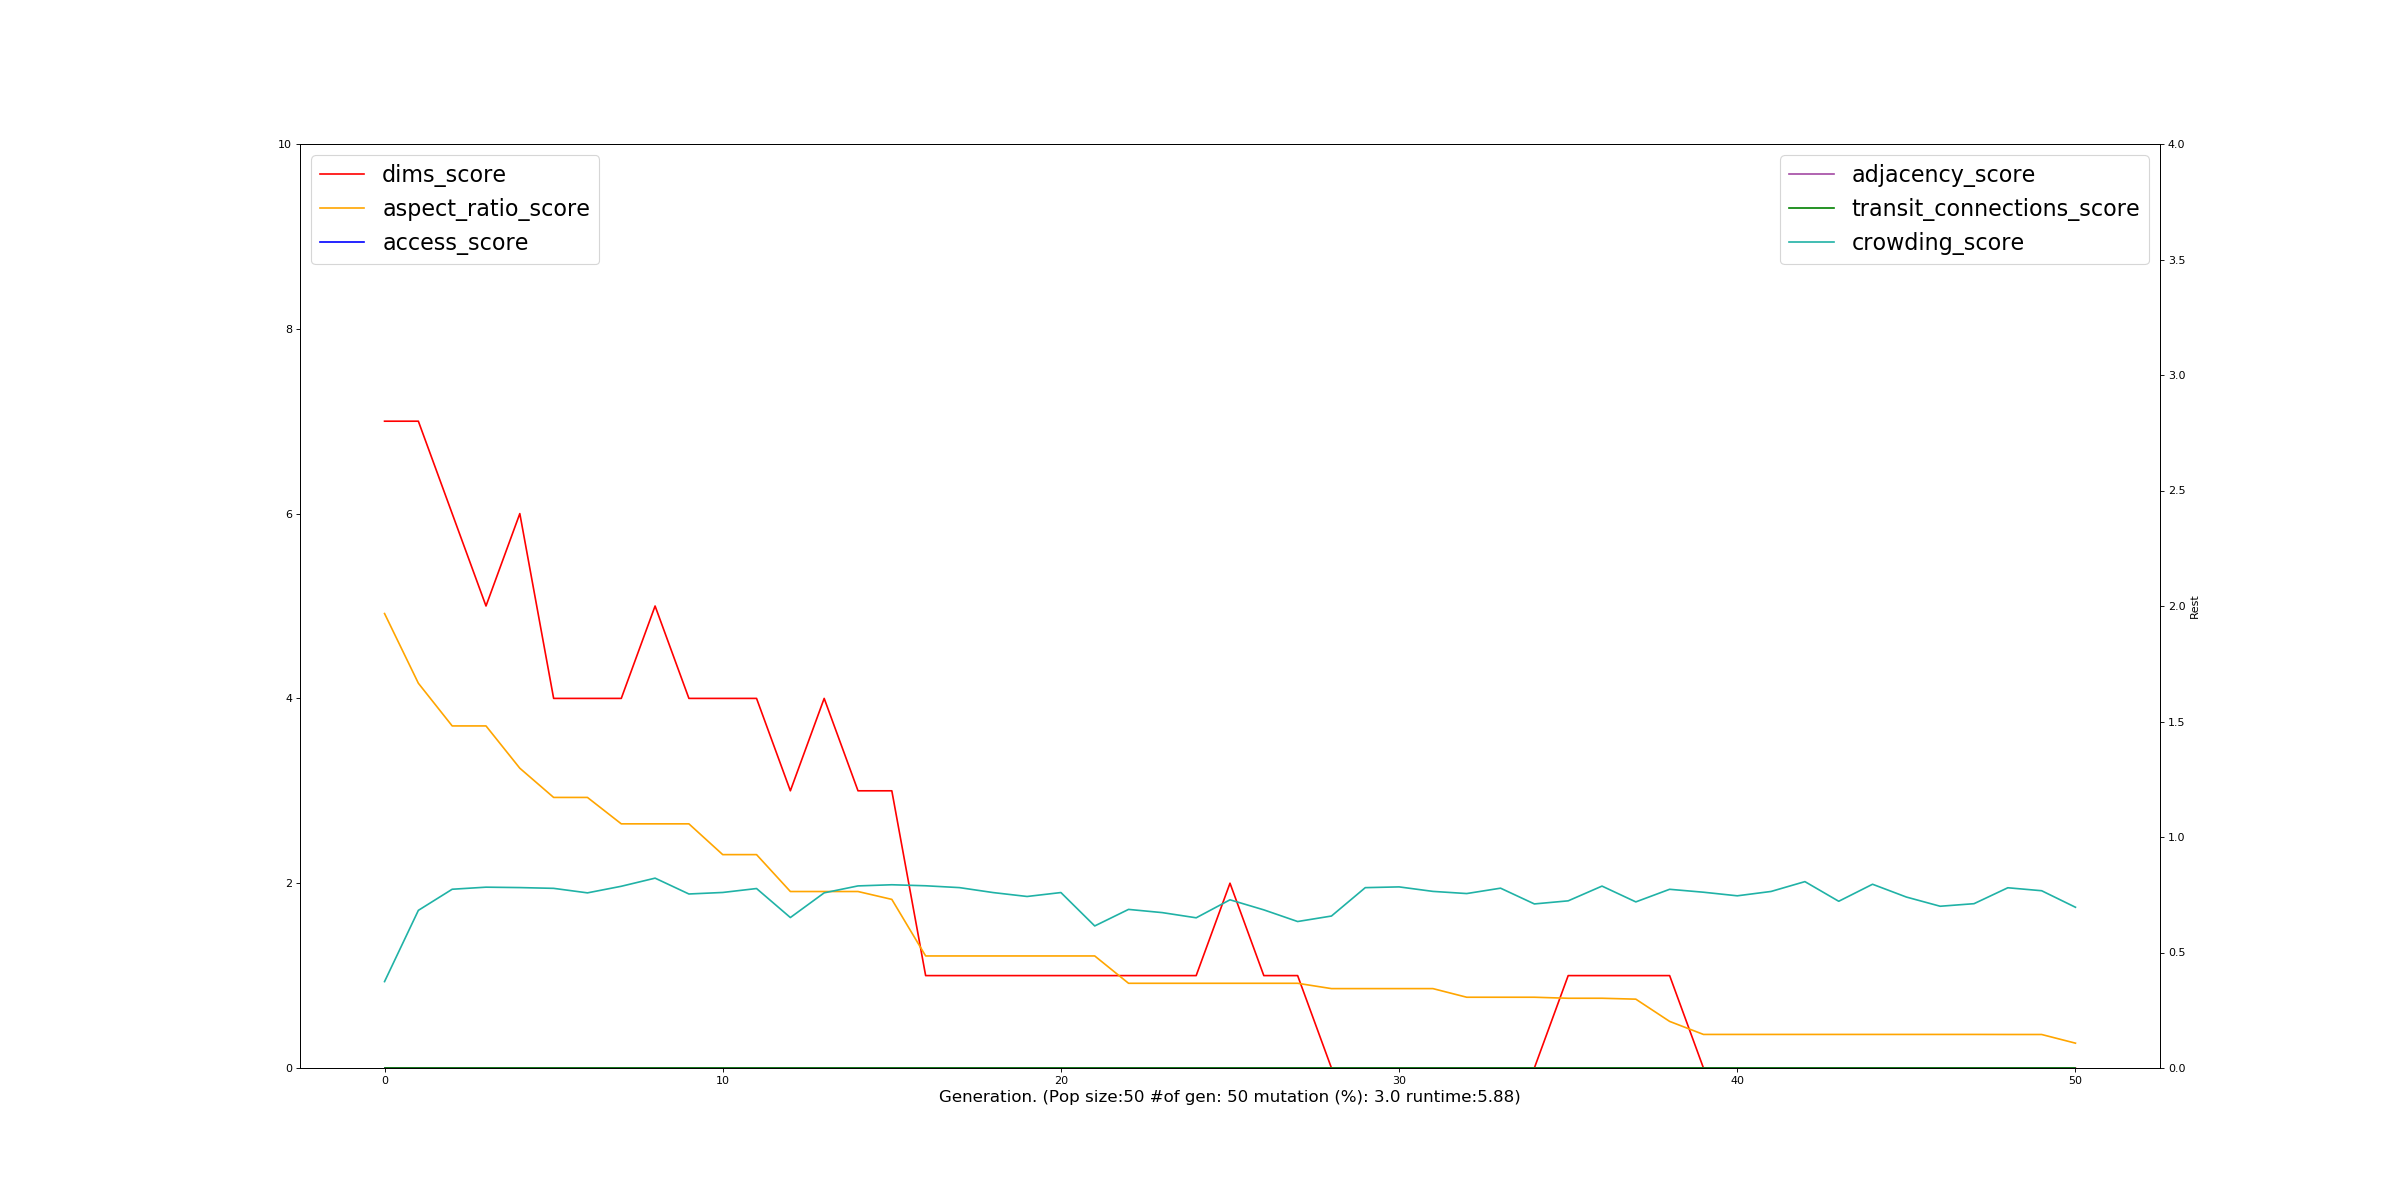 dims_score
aspect_ratio_score
access_score
adjacency_score
transit_connections_score
crowding_score
10
8
6
4
2
0
4.0
3.5
3.0
2.5
2.0
1.5
1.0
0.5
0.0
Rest
0 10 20 30 40 50
Generation. (Pop size:50 #of gen: 50 mutation (%): 3.0 runtime:5.88)